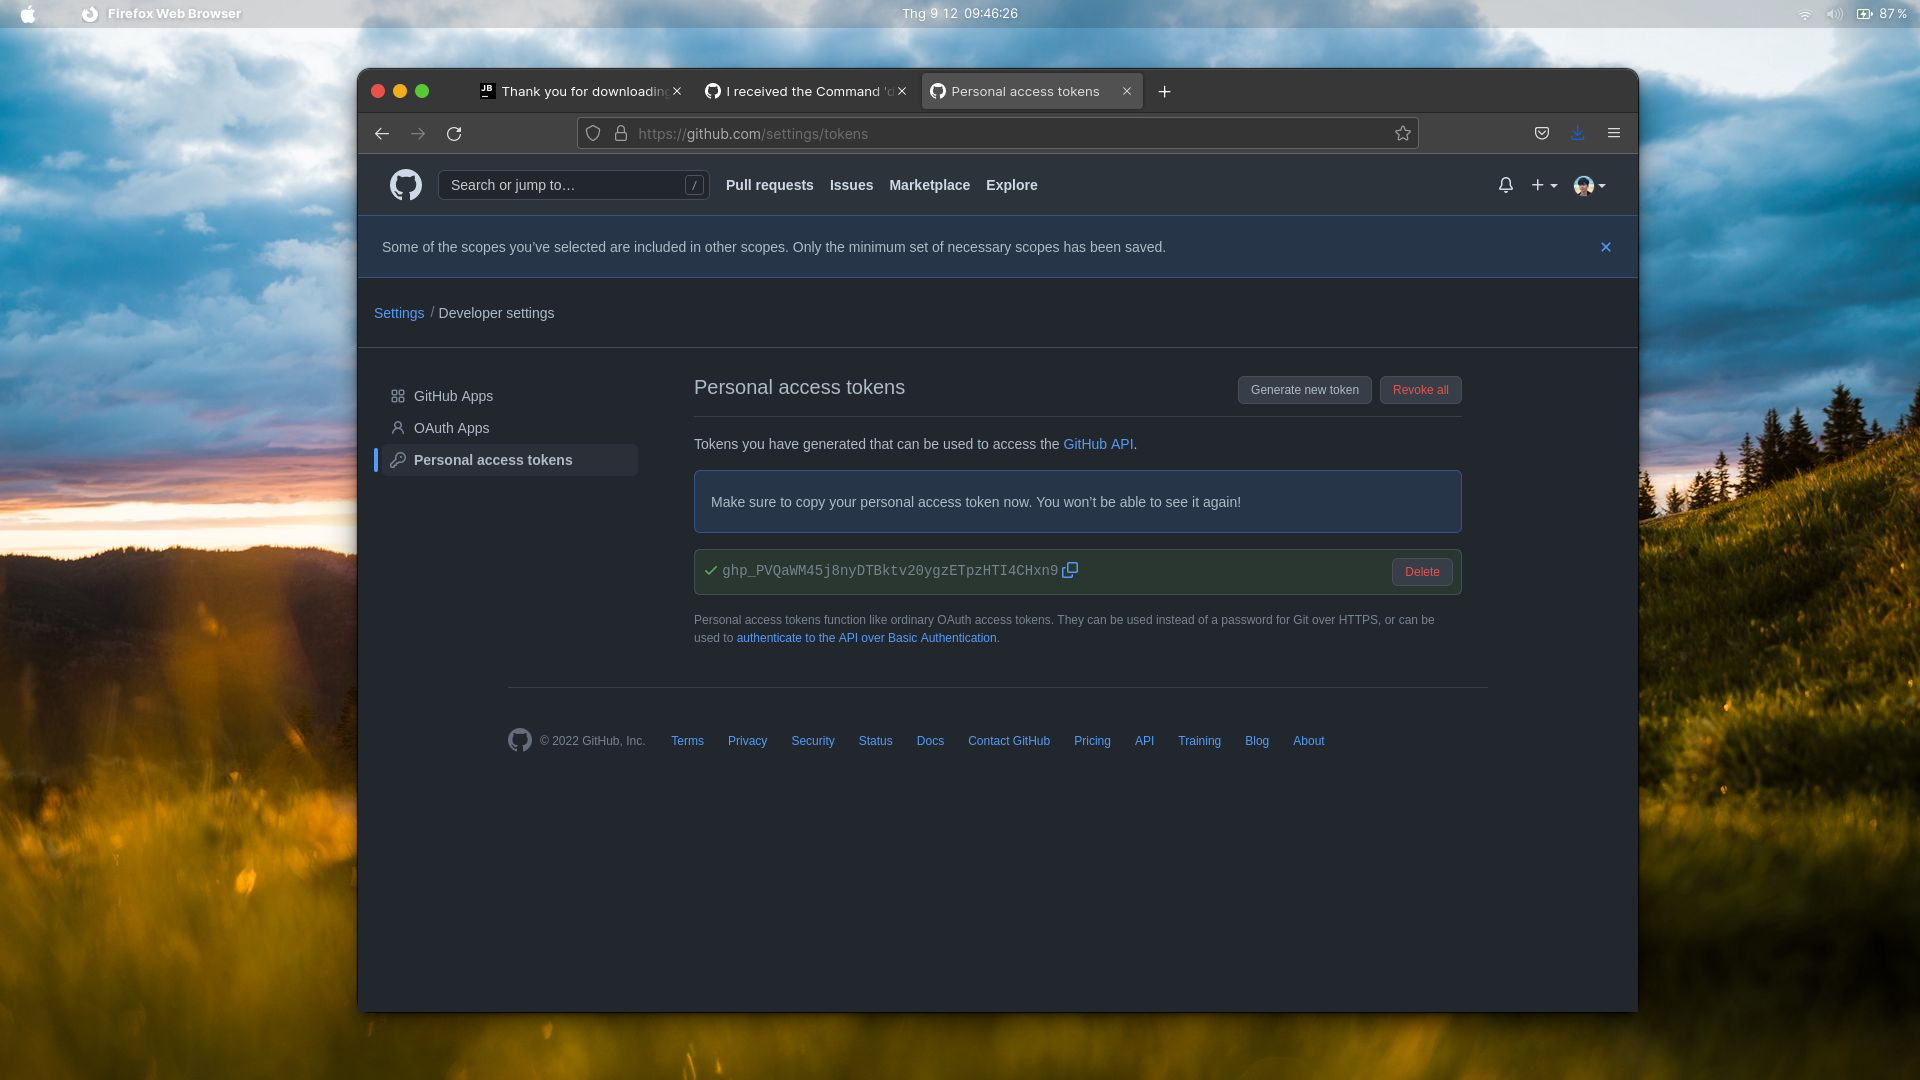 Firefox Web Browser
Thg 9 12 09:46:26
87%
JB
Thank you for downloading
I received the Command 'd
Personal access tokens
https://github.com/settings/tokens
Search or jump to… /
Pull requests
Issues
Marketplace
Explore
Some of the scopes you’ve selected are included in other scopes. Only the minimum set of necessary scopes has been saved.
Settings / Developer settings
GitHub Apps
OAuth Apps
Personal access tokens
Personal access tokens
Generate new token
Revoke all
Tokens you have generated that can be used to access the GitHub API.
Make sure to copy your personal access token now. You won’t be able to see it again!
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
Delete
Personal access tokens function like ordinary OAuth access tokens. They can be used instead of a password for Git over HTTPS, or can be
used to authenticate to the API over Basic Authentication.
© 2022 GitHub, Inc.
Terms
Privacy
Security
Status
Docs
Contact GitHub
Pricing
API
Training
Blog
About